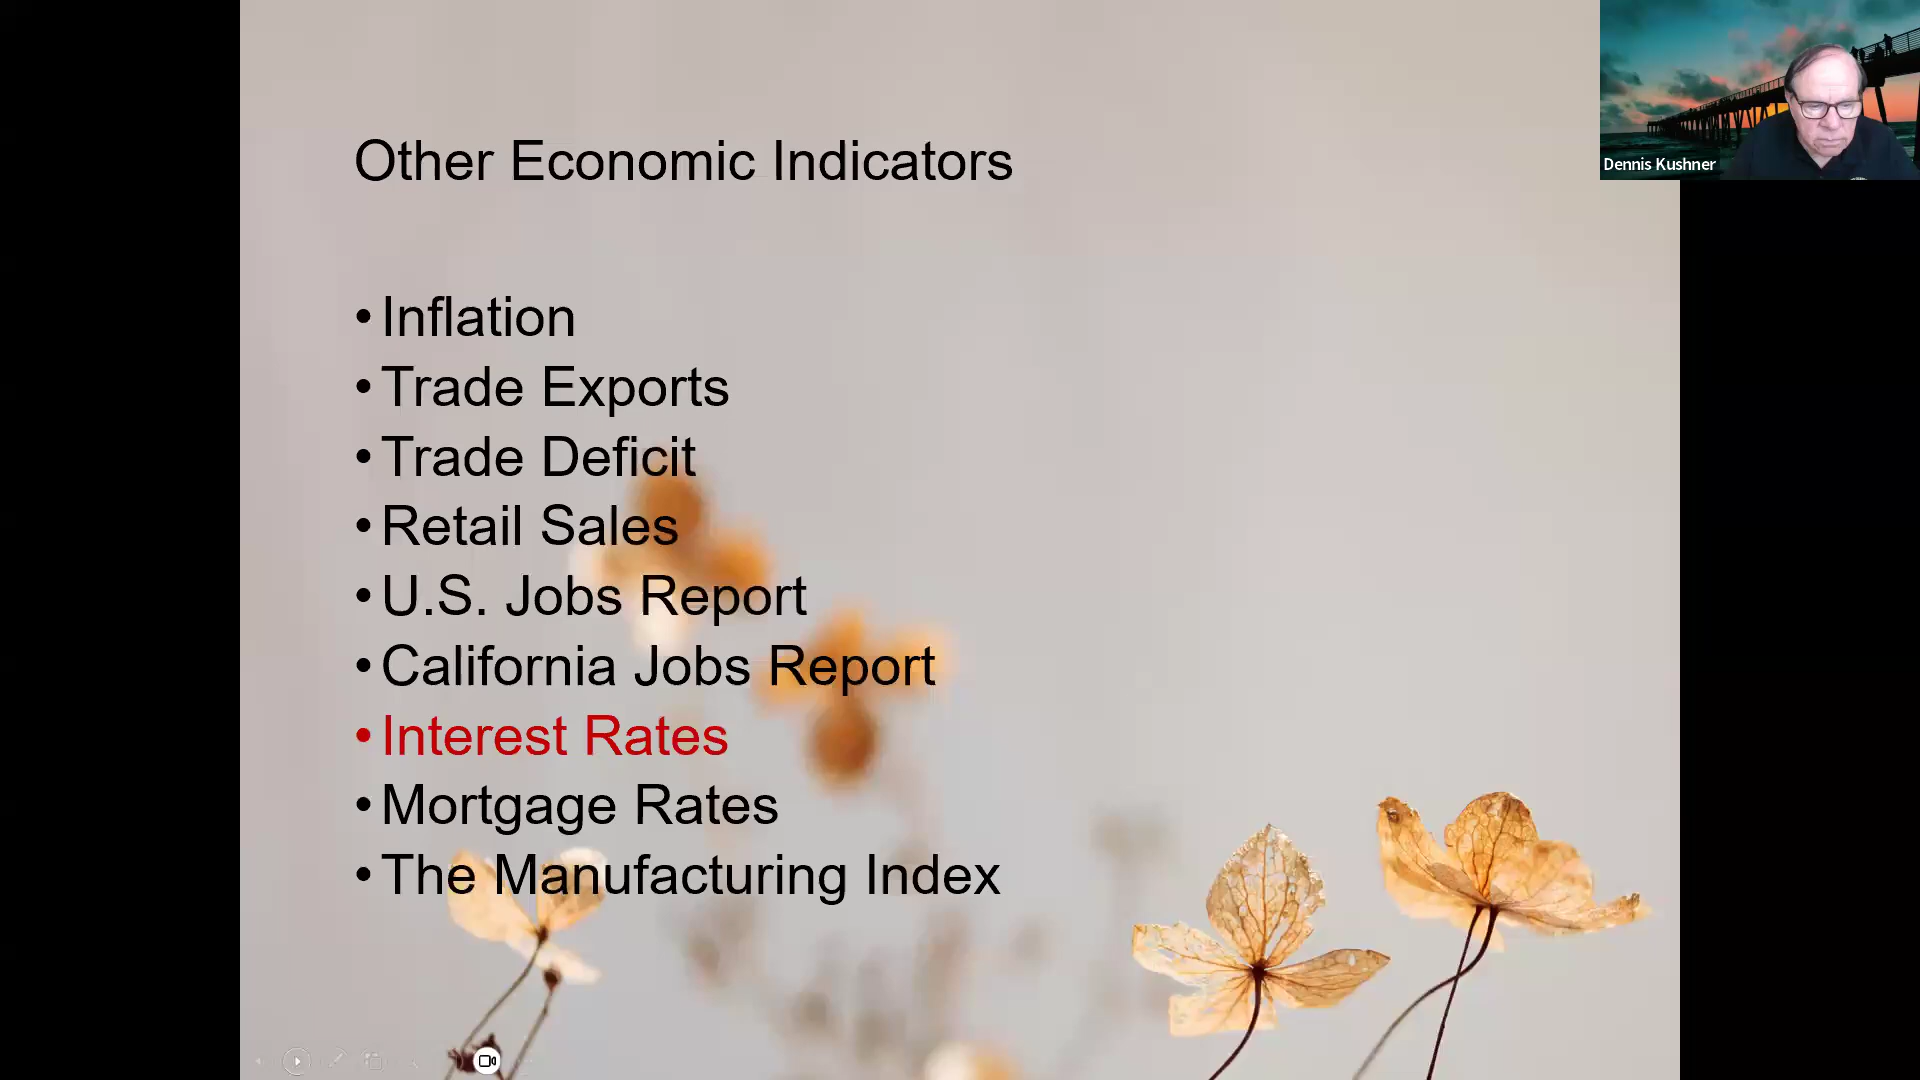 Other Economic Indicators
• Inflation
• Trade Exports
• Trade Deficit
• Retail Sales
• U.S. Jobs Report
• California Jobs Report
• Interest Rates
• Mortgage Rates
• The Manufacturing Index
Dennis Kushner